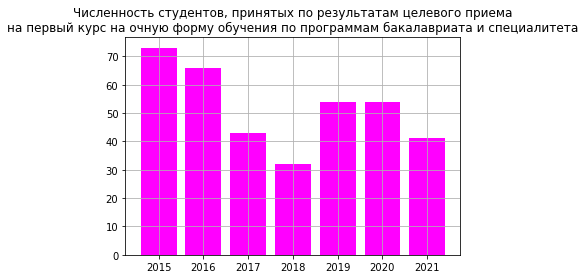 Численность студентов, принятых по результатам целевого приема
на первый курс на очную форму обучения по программам бакалавриата и специалитета
70
60
50
40
30
20
10
0
2015 2016 2017 2018 2019 2020 2021